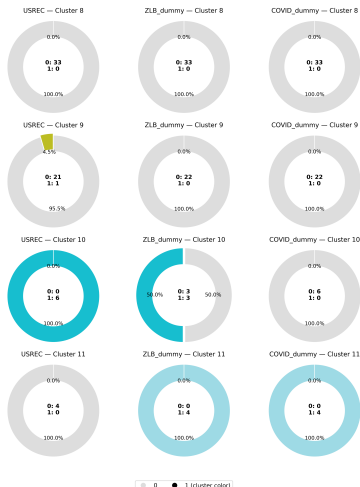 USREC — Cluster 8 ZLB_dummy — Cluster 8 COVID_dummy — Cluster 8
0.0% 0.0% 0.0%
0: 33 0: 33 0: 33
1: 0 1: 0 1: 0
100.0% 100.0% 100.0%
USREC — Cluster 9 ZLB_dummy — Cluster 9 COVID_dummy — Cluster 9
4.5% 0.0% 0.0%
0: 21 0: 22 0: 22
1: 1 1: 0 1: 0
95.5% 100.0% 100.0%
USREC — Cluster 10 ZLB_dummy — Cluster 10 COVID_dummy — Cluster 10
0.0% 0.0%
0: 0 0: 3 0: 6
50.0% 50.0%
1: 6 1: 3 1: 0
100.0% 100.0%
USREC — Cluster 11 ZLB_dummy — Cluster 11 COVID_dummy — Cluster 11
0.0% 0.0% 0.0%
0: 4 0: 0 0: 0
1: 0 1: 4 1: 4
100.0% 100.0% 100.0%
0 1 (cluster color)